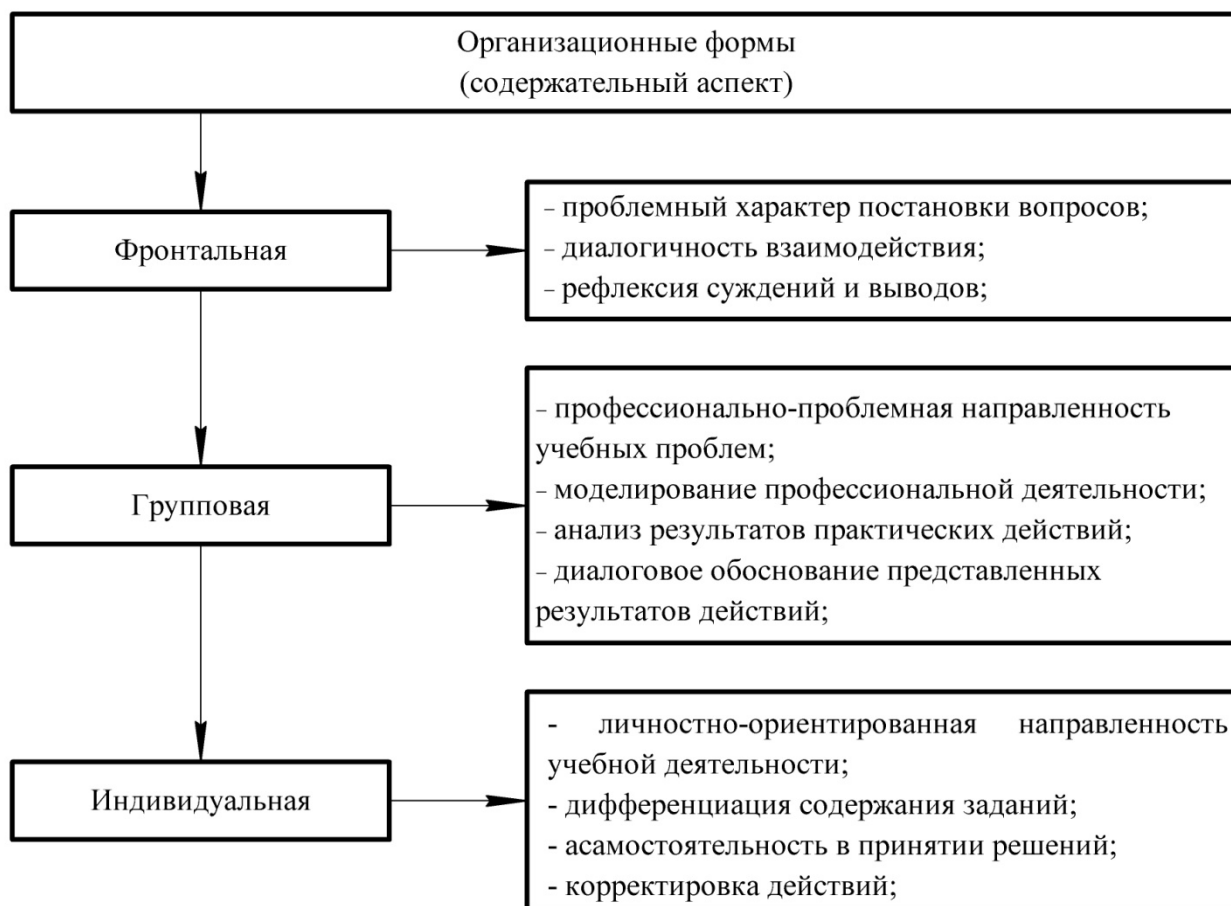 Организационные формы
(содержательный аспект)
Фронтальная
– проблемный характер постановки вопросов;
– диалогичность взаимодействия;
– рефлексия суждений и выводов;
Групповая
– профессионально-проблемная направленность
учебных проблем;
– моделирование профессиональной деятельности;
– анализ результатов практических действий;
– диалоговое обоснование представленных
результатов действий;
Индивидуальная
- личностно-ориентированная направленность
учебной деятельности;
- дифференциация содержания заданий;
- асамостоятельность в принятии решений;
- корректировка действий;